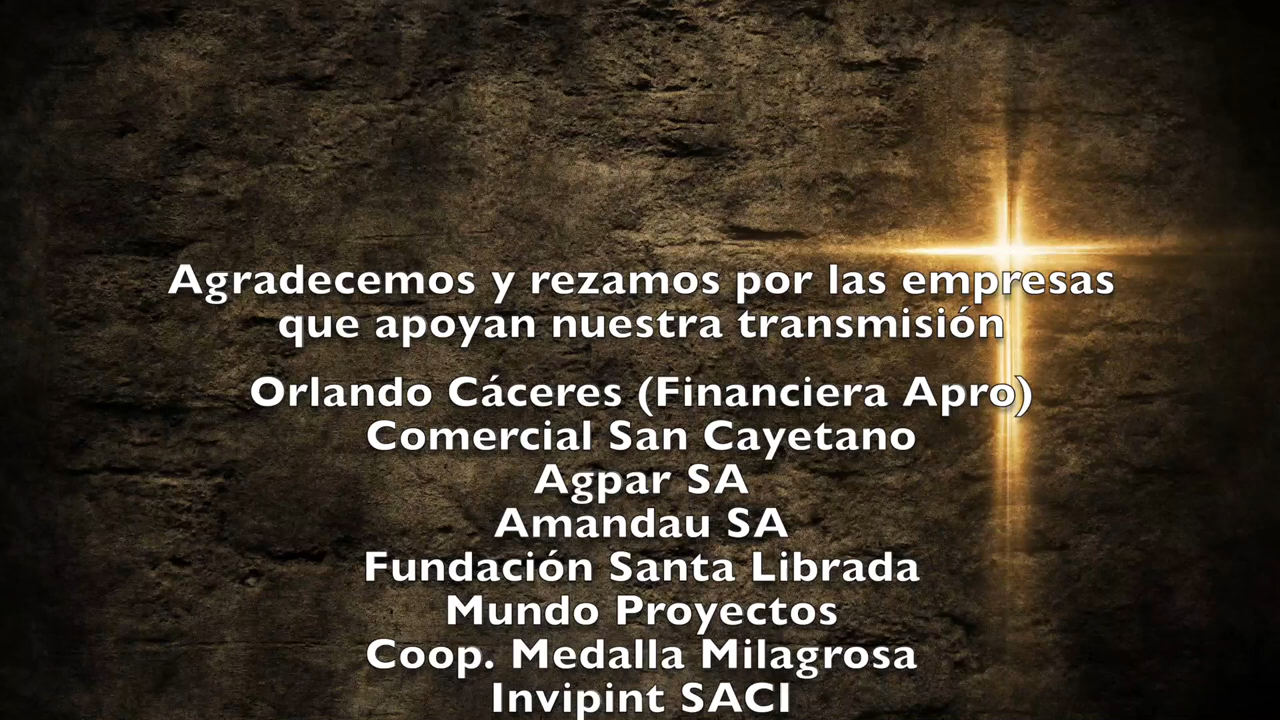 Agradecemos y rezamos por las empresas
que apoyan nuestra transmisión
Orlando Cáceres (Financiera Apro)
Comercial San Cayetano
Agpar SA
Amandau SA
Fundación Santa Librada
Mundo Proyectos
Coop. Medalla Milagrosa
Invipint SACI